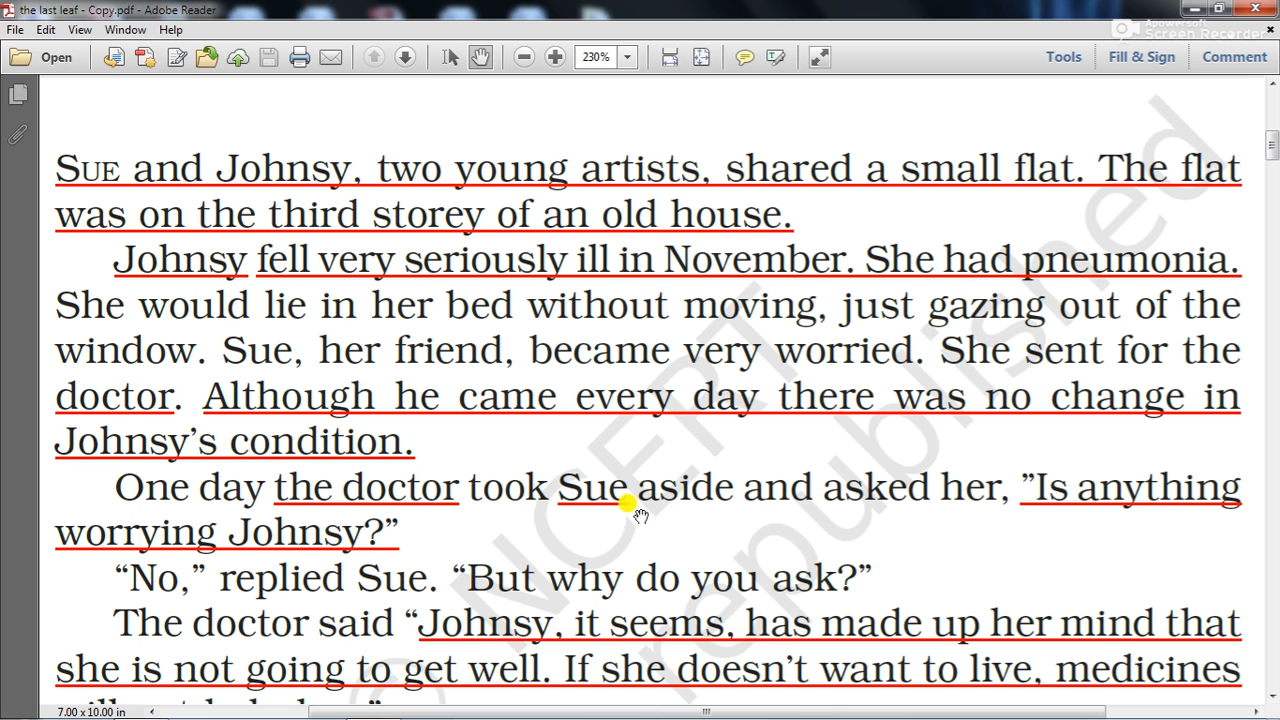 the last leaf - Copy.pdf - Adobe Reader
File Edit View Window Help
Apowersoft
Screen Recorder
Open 230% Tools Fill & Sign Comment
SUE and Johnsy, two young artists, shared a small flat. The flat
was on the third storey of an old house.
Johnsy fell very seriously ill in November. She had pneumonia.
She would lie in her bed without moving, just gazing out of the
window. Sue, her friend, became very worried. She sent for the
doctor. Although he came every day there was no change in
Johnsy’s condition.
One day the doctor took Sue aside and asked her, ”Is anything
worrying Johnsy?”
“No,” replied Sue. “But why do you ask?”
The doctor said “Johnsy, it seems, has made up her mind that
she is not going to get well. If she doesn’t want to live, medicines
© NCERT
republished
7.00 x 10.00 in